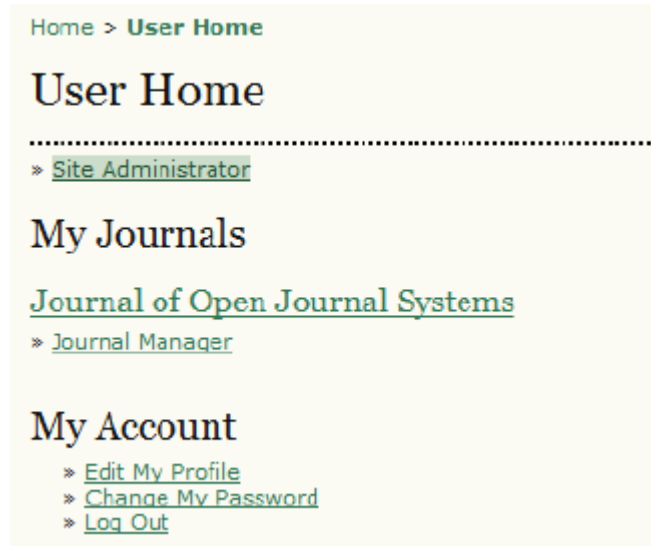 Home > User Home
User Home
» Site Administrator
My Journals
Journal of Open Journal Systems
» Journal Manager
My Account
» Edit My Profile
» Change My Password
» Log Out